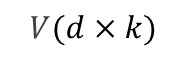 V(d × k)